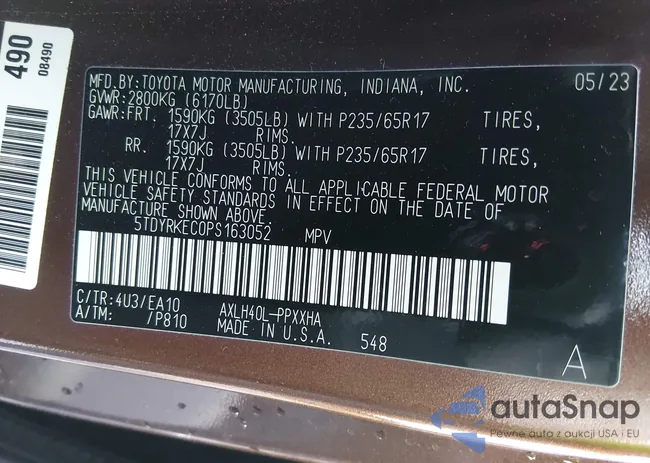 490
08490
MFD.BY:TOYOTA MOTOR MANUFACTURING, INDIANA, INC. 05/23
GVWR:2800KG (6170LB)
GAWR:FRT. 1590KG (3505LB) WITH P235/65R17 TIRES,
17X7J RIMS.
RR. 1590KG (3505LB) WITH P235/65R17 TIRES,
17X7J RIMS.
THIS VEHICLE CONFORMS TO ALL APPLICABLE FEDERAL MOTOR
VEHICLE SAFETY STANDARDS IN EFFECT ON THE DATE OF
MANUFACTURE SHOWN ABOVE.
5TDYRKEC0PS163052 MPV
C/TR:4U3/EA10 AXLH40L-PPXXHA
A/TM: /P810 MADE IN U.S.A. 548
A
autaSnap
Pewne auta z aukcji USA i EU